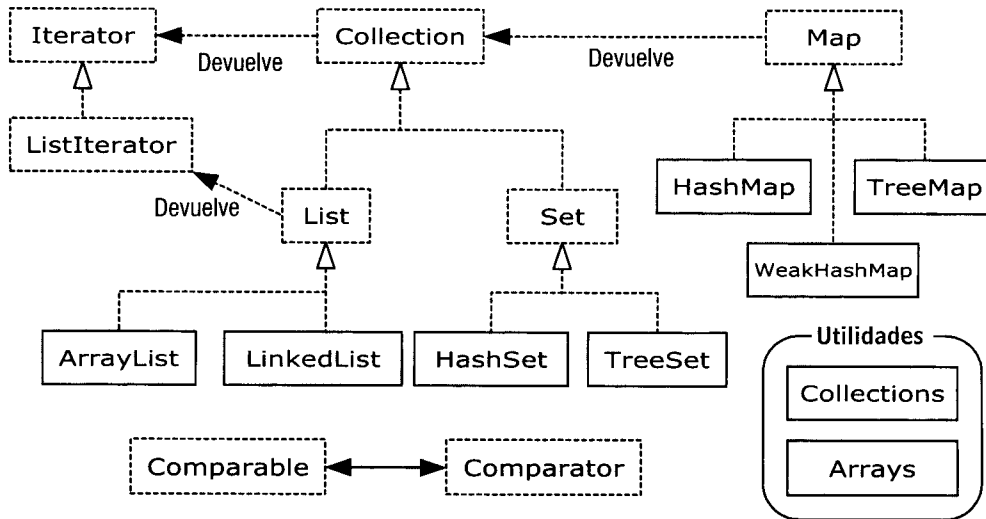 Iterator
Collection
Map
Devuelve
Devuelve
ListIterator
HashMap
TreeMap
Devuelve
List
Set
WeakHashMap
Utilidades
ArrayList
LinkedList
HashSet
TreeSet
Collections
Comparable
Comparator
Arrays